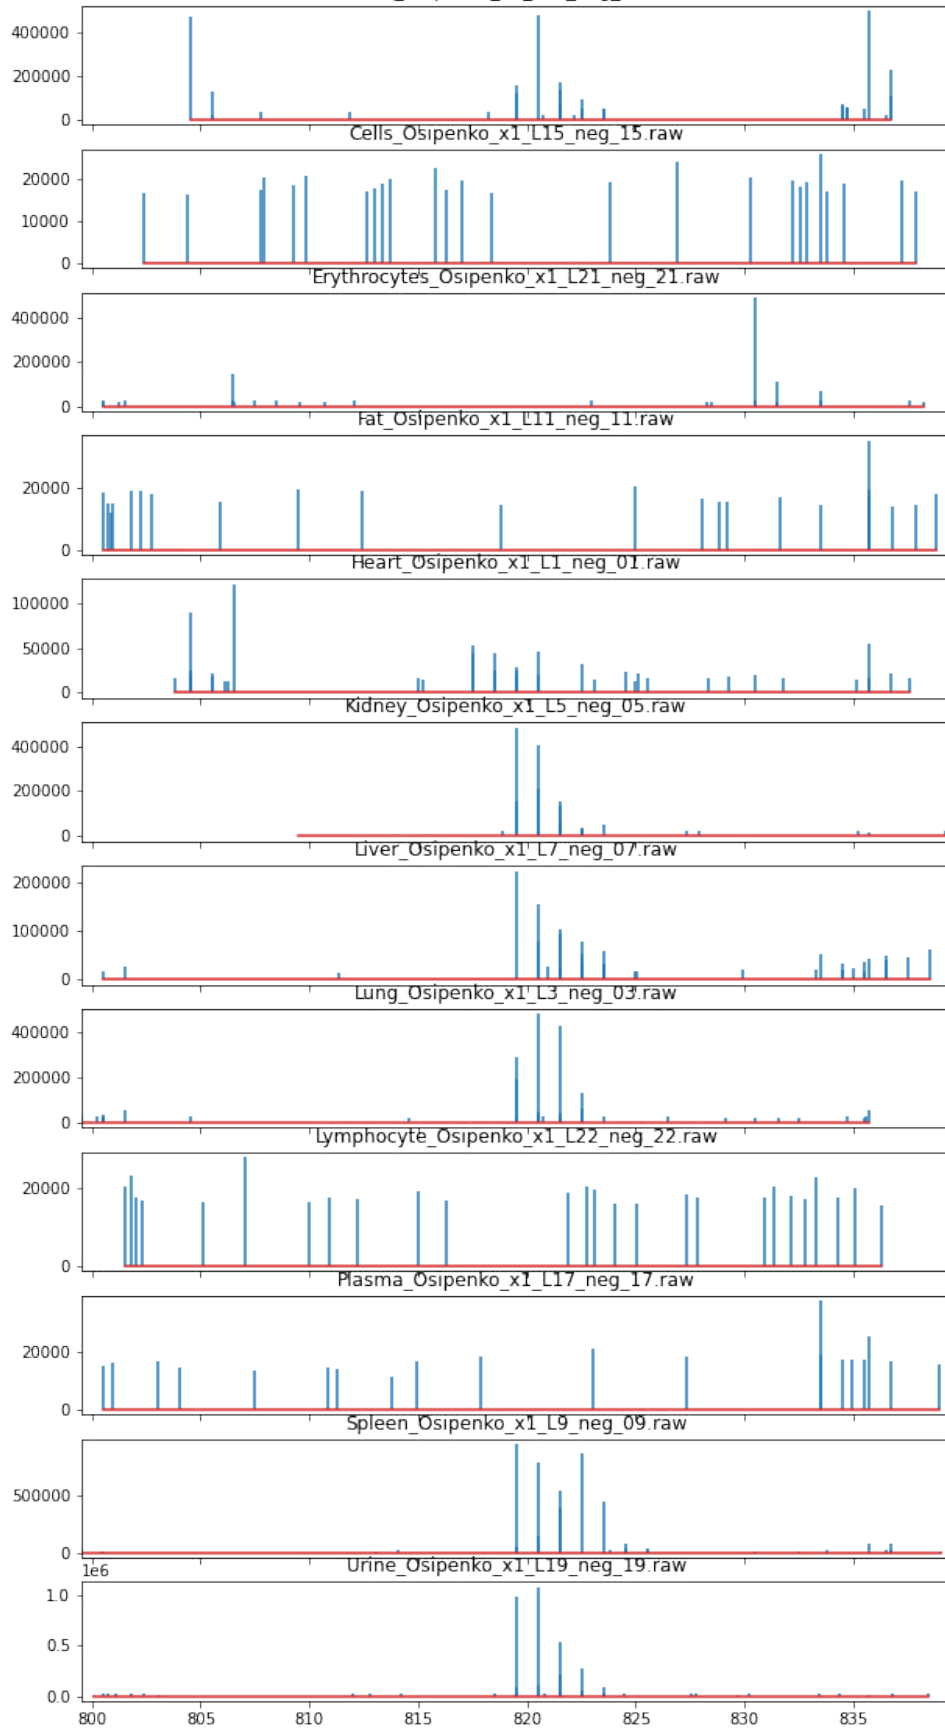 400000
200000
0
Cells_Osipenko_x1_L15_neg_15.raw
20000
10000
0
Erythrocytes_Osipenko_x1_L21_neg_21.raw
400000
200000
0
Fat_Osipenko_x1_L11_neg_11.raw
20000
0
Heart_Osipenko_x1_L1_neg_01.raw
100000
50000
0
Kidney_Osipenko_x1_L5_neg_05.raw
400000
200000
0
Liver_Osipenko_x1_L7_neg_07.raw
200000
100000
0
Lung_Osipenko_x1_L3_neg_03.raw
400000
200000
0
Lymphocyte_Osipenko_x1_L22_neg_22.raw
20000
0
Plasma_Osipenko_x1_L17_neg_17.raw
20000
0
Spleen_Osipenko_x1_L9_neg_09.raw
500000
0
1e6 Urine_Osipenko_x1_L19_neg_19.raw
1.0
0.5
0.0
800 805 810 815 820 825 830 835